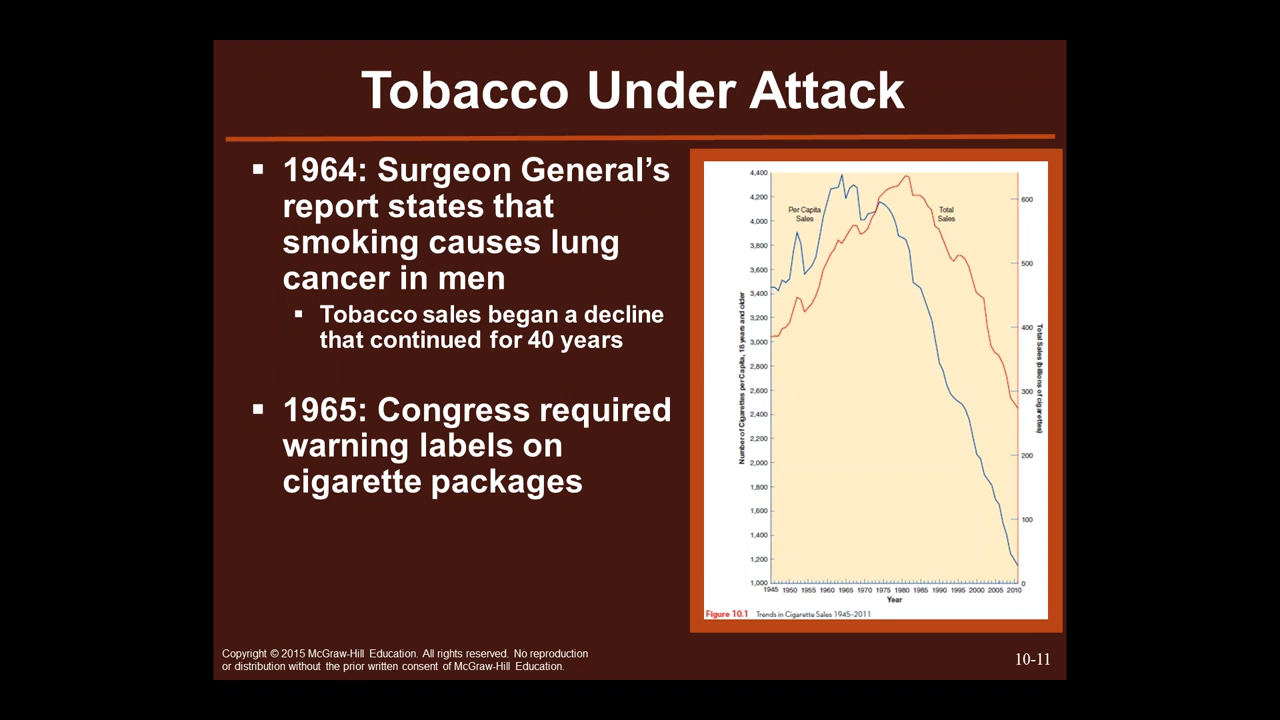 Tobacco Under Attack
1964: Surgeon General’s
report states that
smoking causes lung
cancer in men
Tobacco sales began a decline
that continued for 40 years
1965: Congress required
warning labels on
cigarette packages
4,400
4,200
4,000
3,800
3,600
3,400
3,200
3,000
2,800
2,600
2,400
2,200
2,000
1,800
1,600
1,400
1,200
1,000
Number of Cigarettes per Capita, 18 years and older
Per Capita
Sales
Total
Sales
600
500
400
300
200
100
0
Total Sales (billions of cigarettes)
1945 1950 1955 1960 1965 1970 1975 1980 1985 1990 1995 2000 2005 2010
Year
Figure 10.1 Trends in Cigarette Sales 1945–2011
Copyright © 2015 McGraw-Hill Education. All rights reserved. No reproduction
or distribution without the prior written consent of McGraw-Hill Education.
10-11